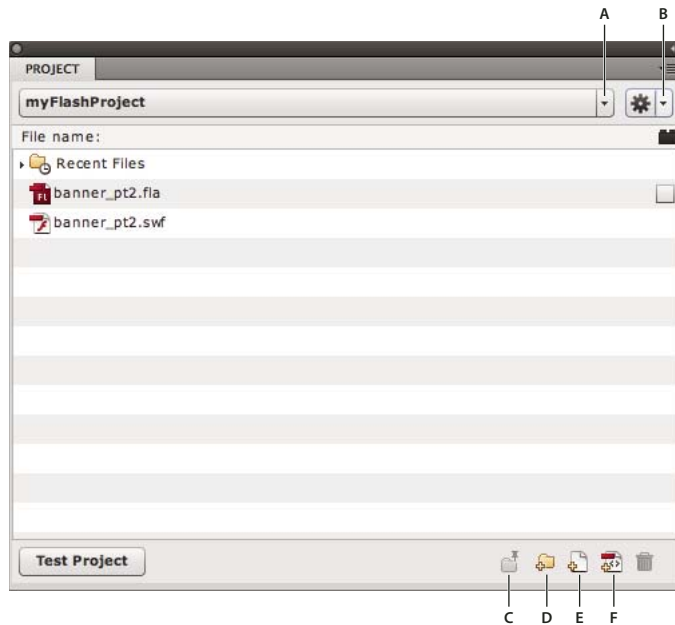 A B
PROJECT
myFlashProject
File name:
Recent Files
banner_pt2.fla
banner_pt2.swf
Test Project
C D E F